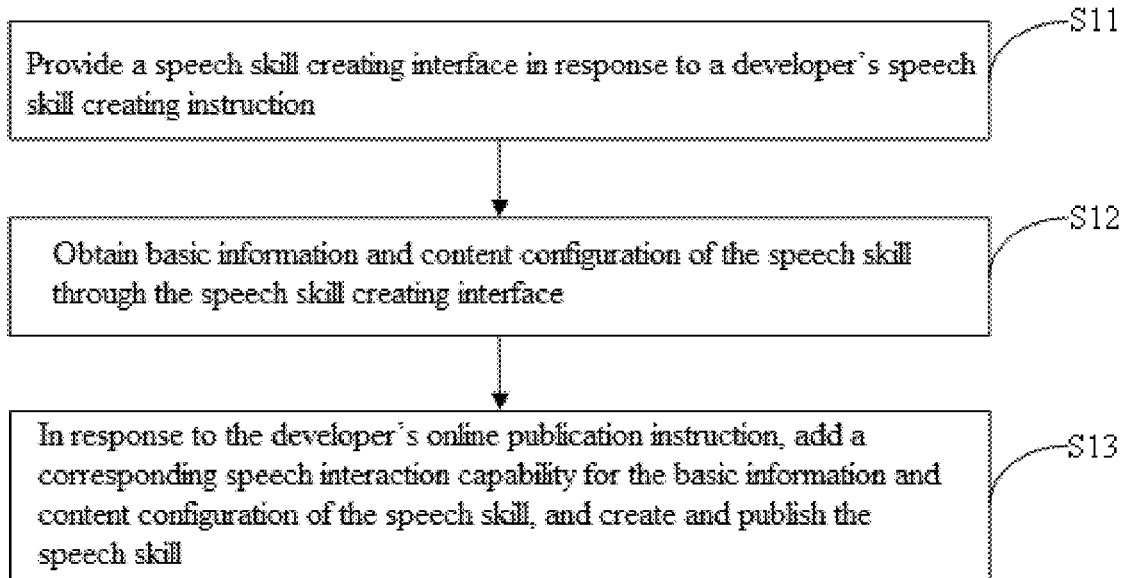 S11
Provide a speech skill creating interface in response to a developer's speech
skill creating instruction
S12
Obtain basic information and content configuration of the speech skill
through the speech skill creating interface
S13
In response to the developer's online publication instruction, add a
corresponding speech interaction capability for the basic information and
content configuration of the speech skill, and create and publish the
speech skill